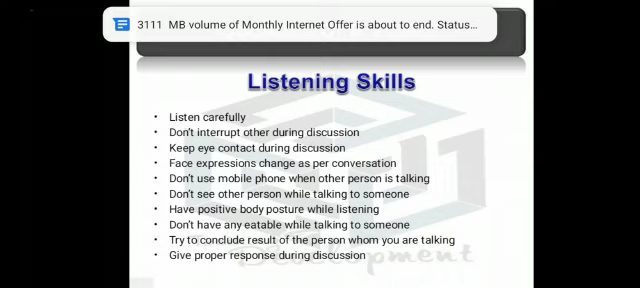 3111 MB volume of Monthly Internet Offer is about to end. Status...
Listening Skills
• Listen carefully
• Don't interrupt other during discussion
• Keep eye contact during discussion
• Face expressions change as per conversation
• Don't use mobile phone when other person is talking
• Don't see other person while talking to someone
• Have positive body posture while listening
• Don't have any eatable while talking to someone
• Try to conclude result of the person whom you are talking
• Give proper response during discussion
Development